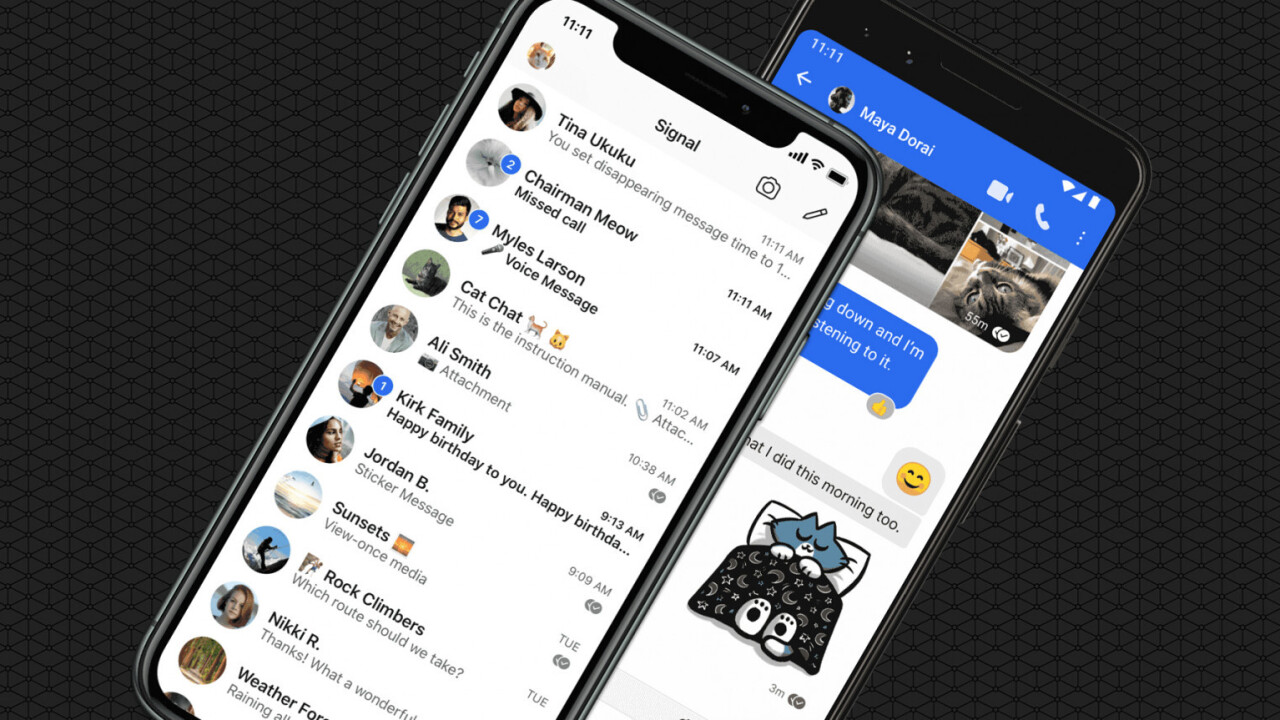 11:11
Signal
Tina Ukuku
You set disappearing message time to 1...
11:11 AM
2
Chairman Meow
Missed call
11:11 AM
7
Myles Larson
Voice Message
11:07 AM
Cat Chat 🐈 🐱
This is the instruction manual. 📎 Attac...
11:02 AM
Ali Smith
📷 Attachment
10:38 AM
1
Kirk Family
Happy birthday to you. Happy birthda...
9:13 AM
Jordan B.
Sticker Message
9:09 AM
Sunsets 🌅
View-once media
TUE
🧗 Rock Climbers
Which route should we take?
TUE
Nikki R.
Thanks! What a wonderful
Weather For
Raining all
11:11
Maya Dorai
55m
g down and I'm
stening to it.
at I did this morning too.
3m